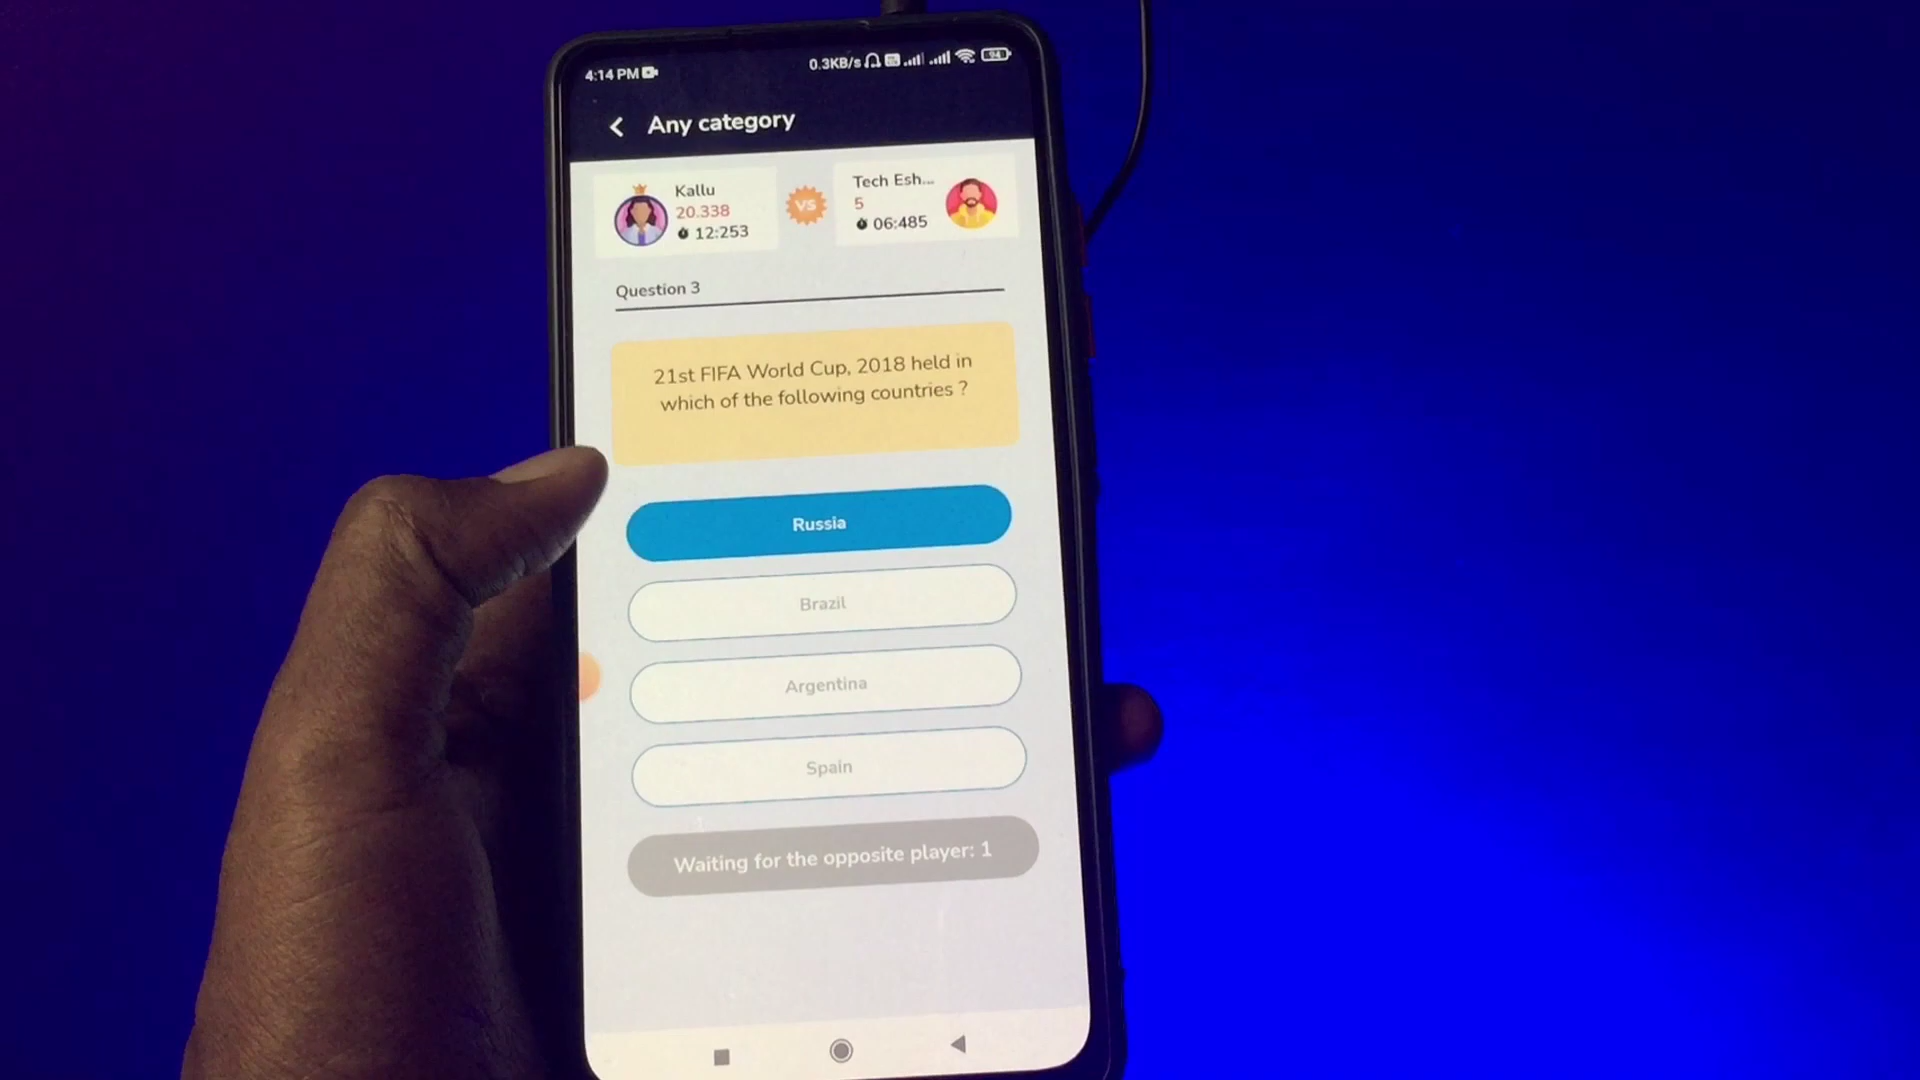 4:14 PM
0.3KB/s
94
Any category
Kallu
20.338
12:253
VS
Tech Esh...
5
06:485
Question 3
21st FIFA World Cup, 2018 held in
which of the following countries ?
Russia
Brazil
Argentina
Spain
Waiting for the opposite player: 1